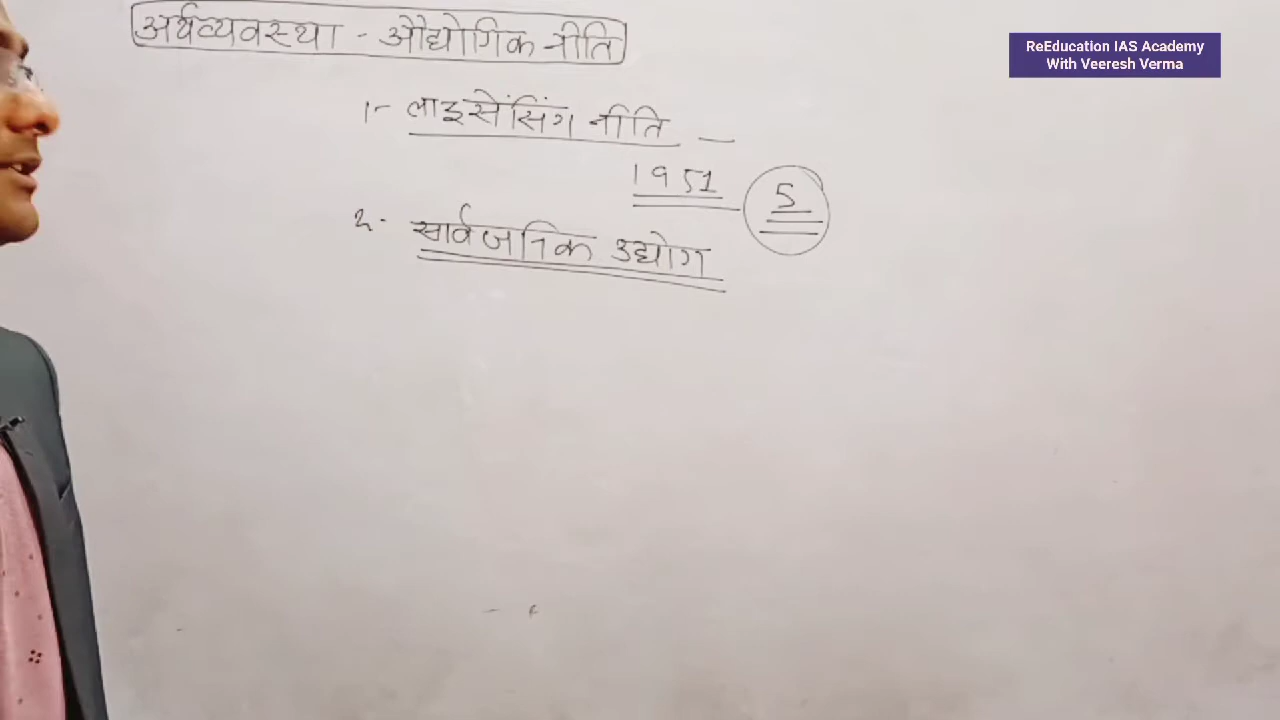 अर्थव्यवस्था - औद्योगिक नीति
ReEducation IAS Academy
With Veeresh Verma
1- लाइसेंसिंग नीति —
1951 5
2- सार्वजनिक उद्योग